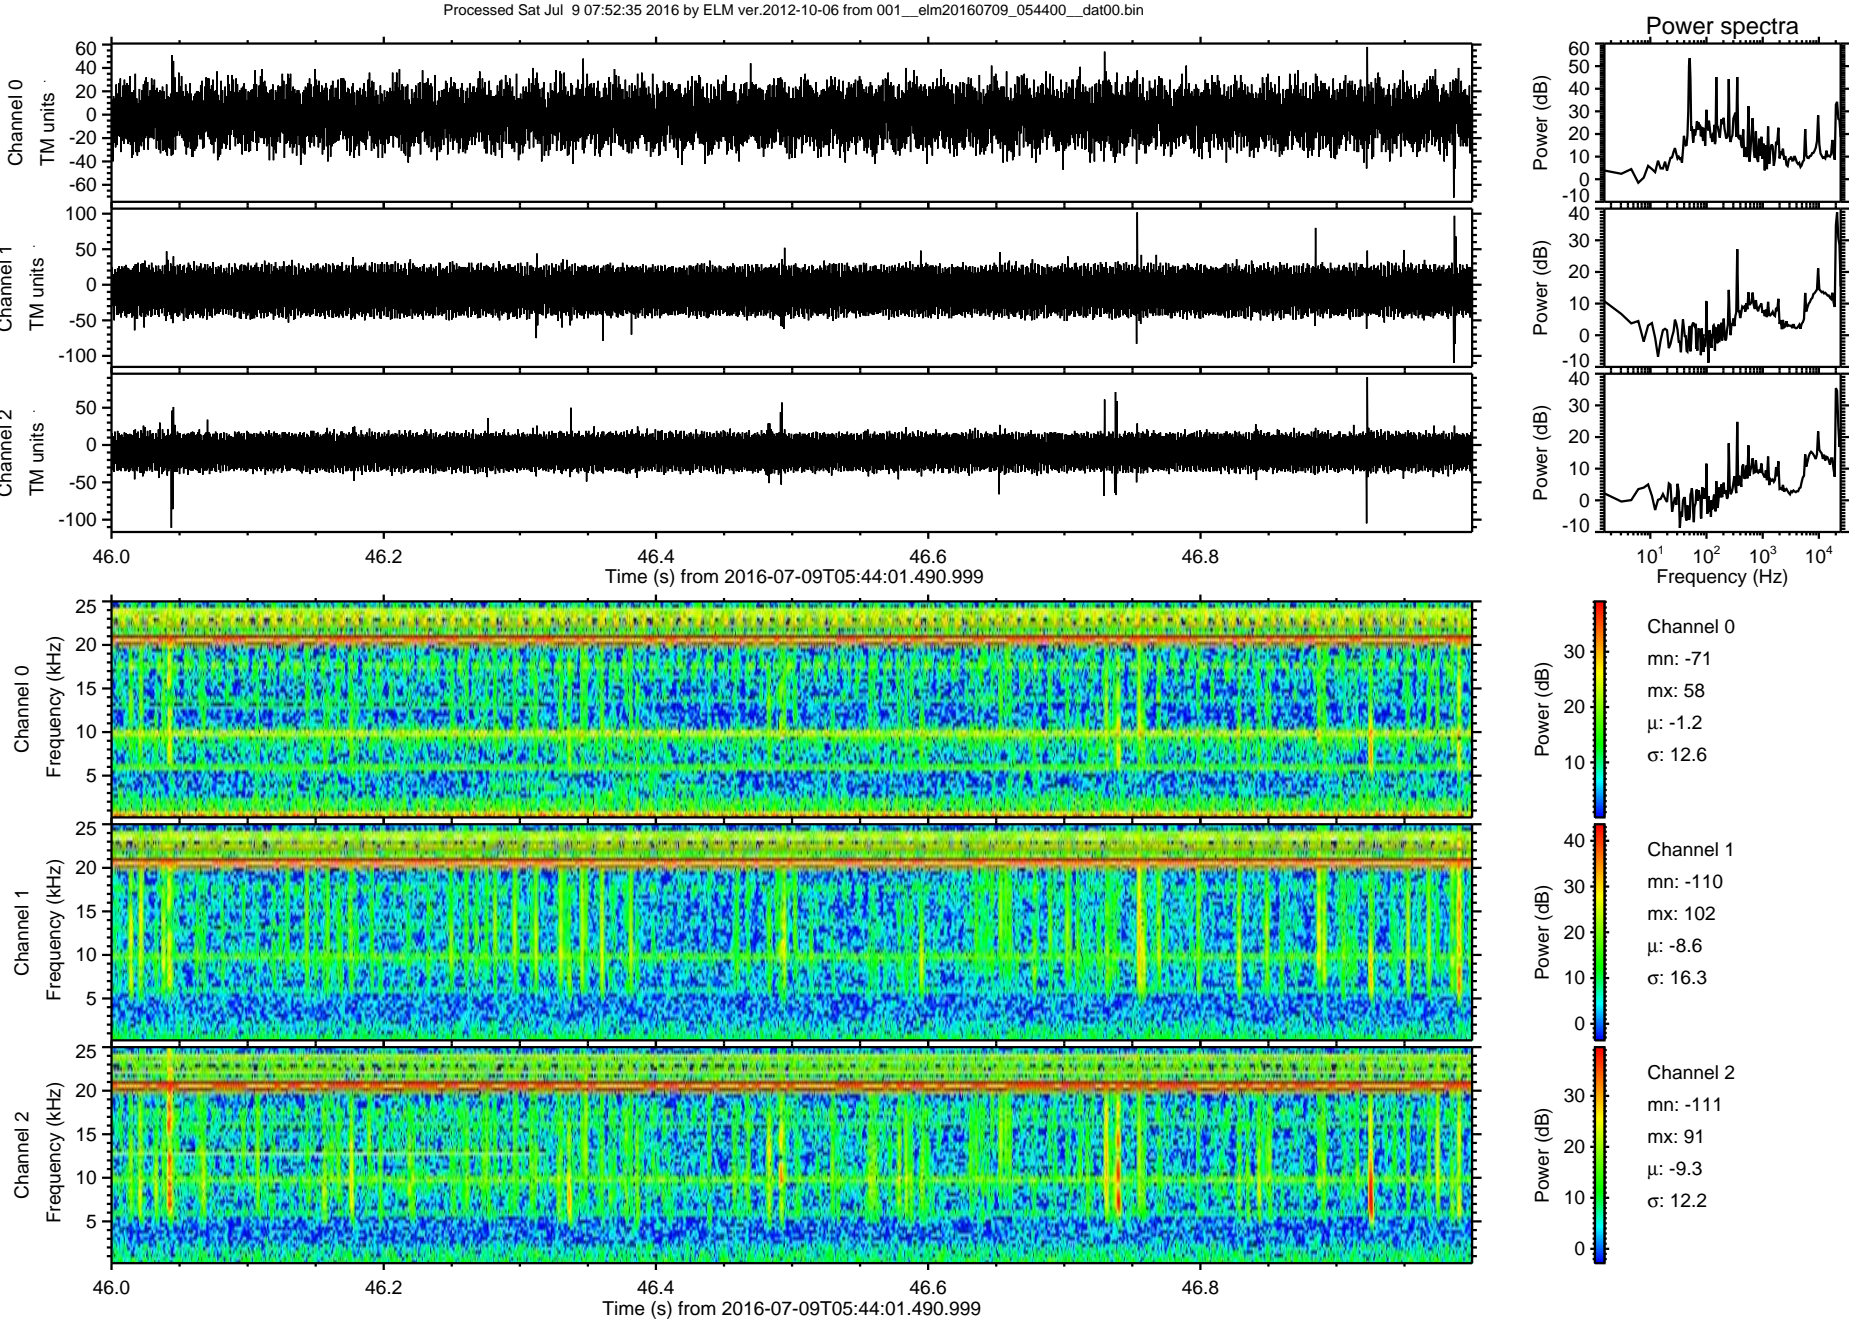 Processed Sat Jul  9 07:52:35 2016 by ELM ver.2012-10-06 from 001__elm20160709_054400__dat00.bin
Power spectra
Channel 0
TM units
60
40
20
0
-20
-40
-60
Power (dB)
60
50
40
30
20
10
0
-10
Channel 1
TM units
100
50
0
-50
-100
Power (dB)
40
30
20
10
0
-10
Channel 2
TM units
50
0
-50
-100
Power (dB)
40
30
20
10
0
-10
46.0 46.2 46.4 46.6 46.8
Time (s) from 2016-07-09T05:44:01.490.999
10¹ 10² 10³ 10⁴
Frequency (Hz)
Channel 0
Frequency (kHz)
25
20
15
10
5
Power (dB)
30
20
10
Channel 0
mn: -71
mx: 58
μ: -1.2
σ: 12.6
Channel 1
Frequency (kHz)
25
20
15
10
5
Power (dB)
40
30
20
10
0
Channel 1
mn: -110
mx: 102
μ: -8.6
σ: 16.3
Channel 2
Frequency (kHz)
25
20
15
10
5
Power (dB)
30
20
10
0
Channel 2
mn: -111
mx: 91
μ: -9.3
σ: 12.2
46.0 46.2 46.4 46.6 46.8
Time (s) from 2016-07-09T05:44:01.490.999